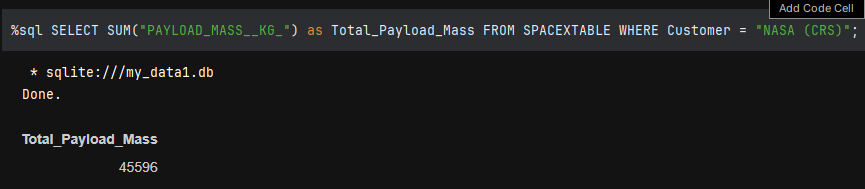 Add Code Cell
%sql SELECT SUM("PAYLOAD_MASS__KG_") as Total_Payload_Mass FROM SPACEXTABLE WHERE Customer = "NASA (CRS)";
* sqlite:///my_data1.db
Done.
Total_Payload_Mass
45596